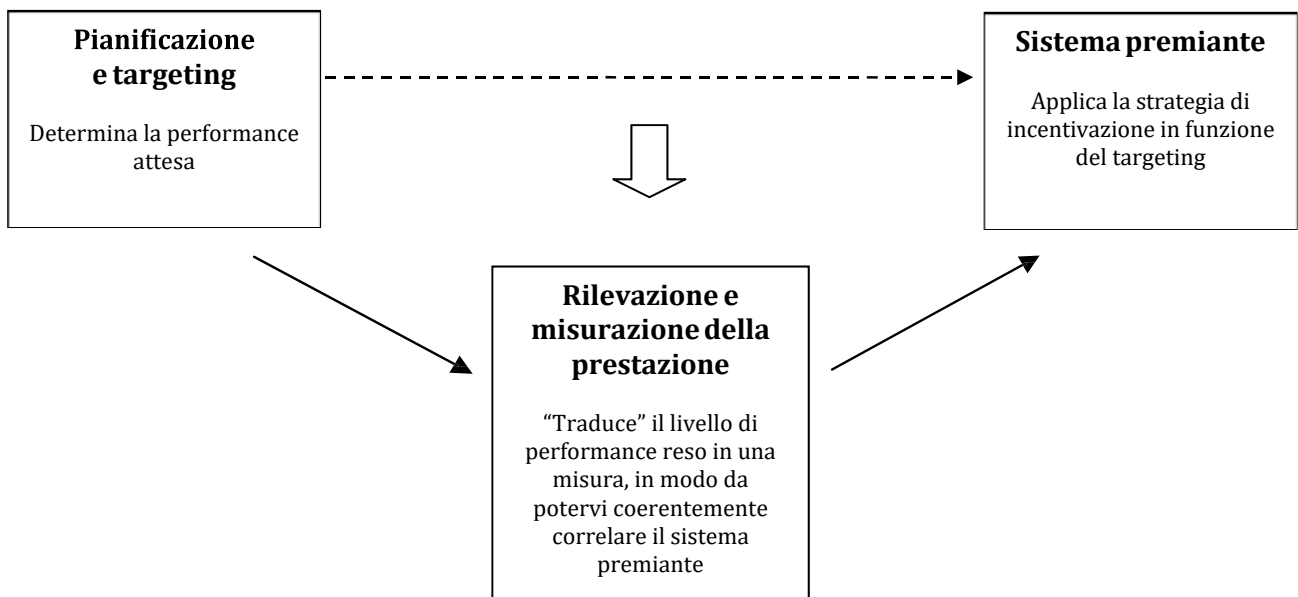 Pianificazione
e targeting
Determina la performance
attesa
Sistema premiante
Applica la strategia di
incentivazione in funzione
del targeting
Rilevazione e
misurazione della
prestazione
“Traduce” il livello di
performance reso in una
misura, in modo da
potervi coerentemente
correlare il sistema
premiante